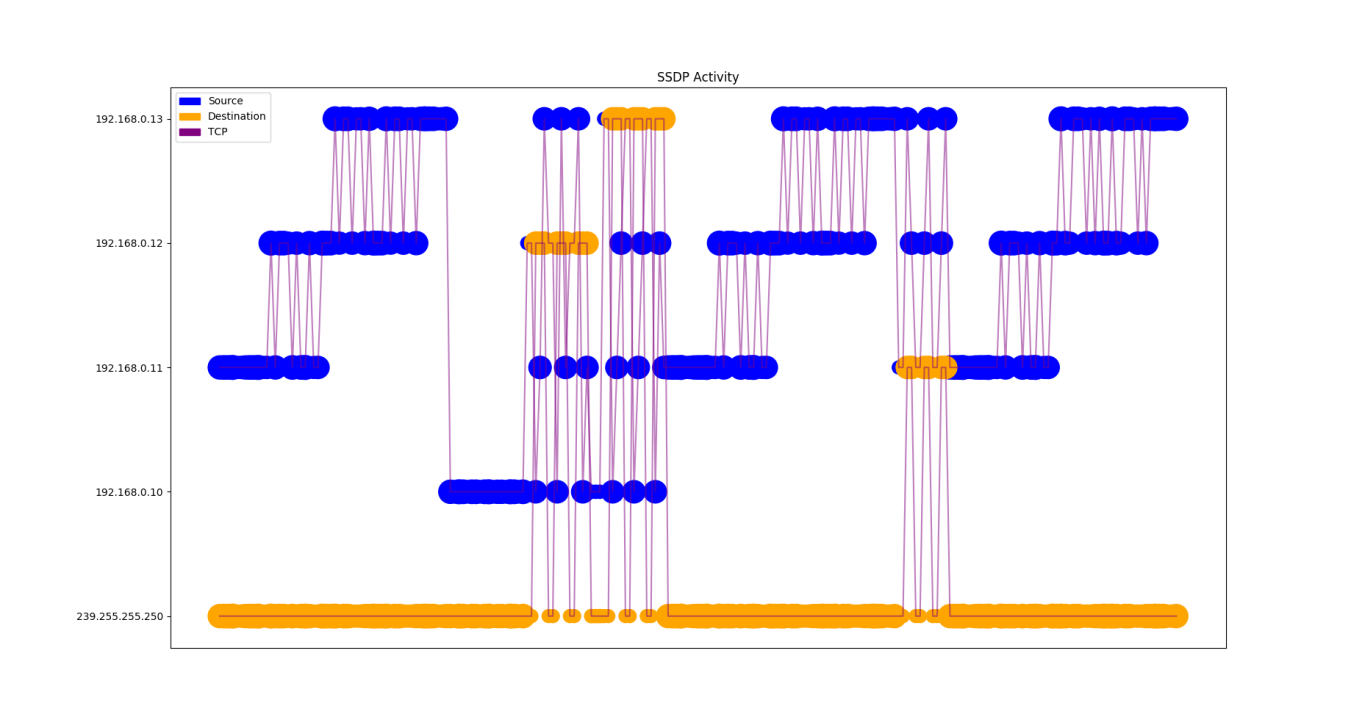 SSDP Activity
Source
Destination
TCP
192.168.0.13
192.168.0.12
192.168.0.11
192.168.0.10
239.255.255.250